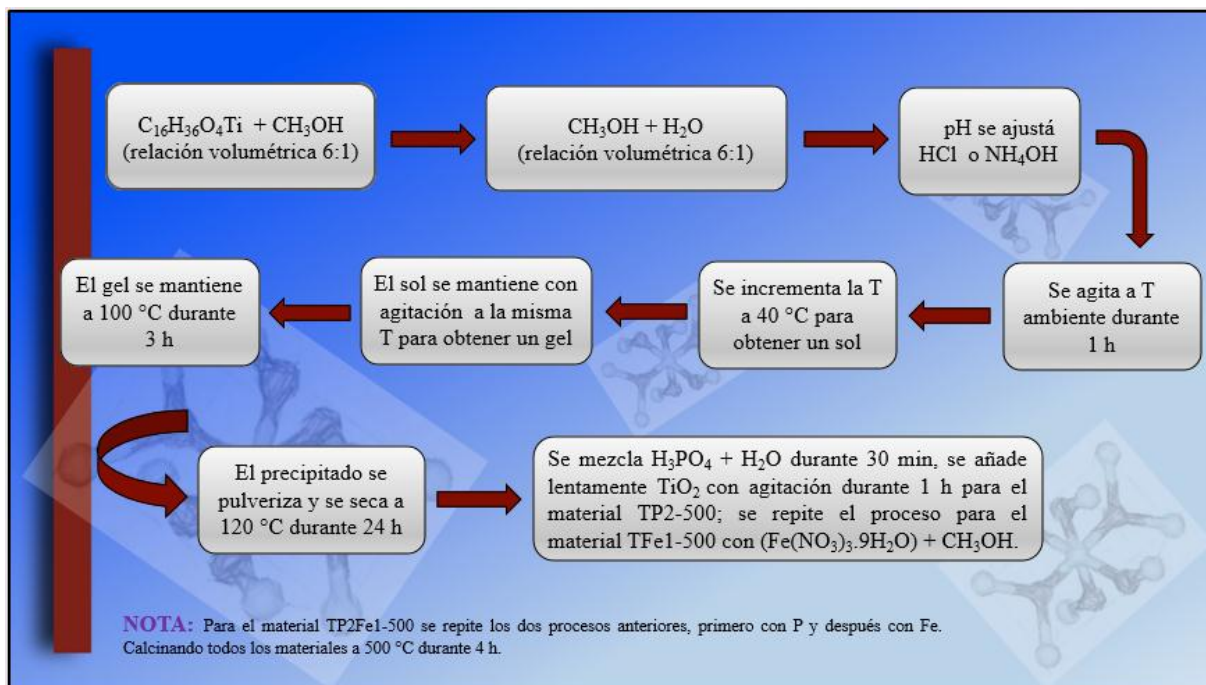 C₁₆H₃₆O₄Ti + CH₃OH
(relación volumétrica 6:1)
CH₃OH + H₂O
(relación volumétrica 6:1)
pH se ajustá
HCl o NH₄OH
Se agita a T
ambiente durante
1 h
Se incrementa la T
a 40 °C para
obtener un sol
El sol se mantiene con
agitación a la misma
T para obtener un gel
El gel se mantiene
a 100 °C durante
3 h
El precipitado se
pulveriza y se seca a
120 °C durante 24 h
Se mezcla H₃PO₄ + H₂O durante 30 min, se añade
lentamente TiO₂ con agitación durante 1 h para el
material TP2-500; se repite el proceso para el
material TFe1-500 con (Fe(NO₃)₃.9H₂O) + CH₃OH.
NOTA: Para el material TP2Fe1-500 se repite los dos procesos anteriores, primero con P y después con Fe.
Calcinando todos los materiales a 500 °C durante 4 h.